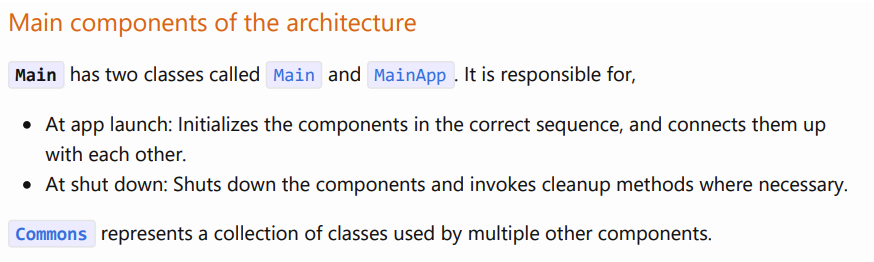 Main components of the architecture
Main has two classes called Main and MainApp. It is responsible for,
• At app launch: Initializes the components in the correct sequence, and connects them up
with each other.
• At shut down: Shuts down the components and invokes cleanup methods where necessary.
Commons represents a collection of classes used by multiple other components.